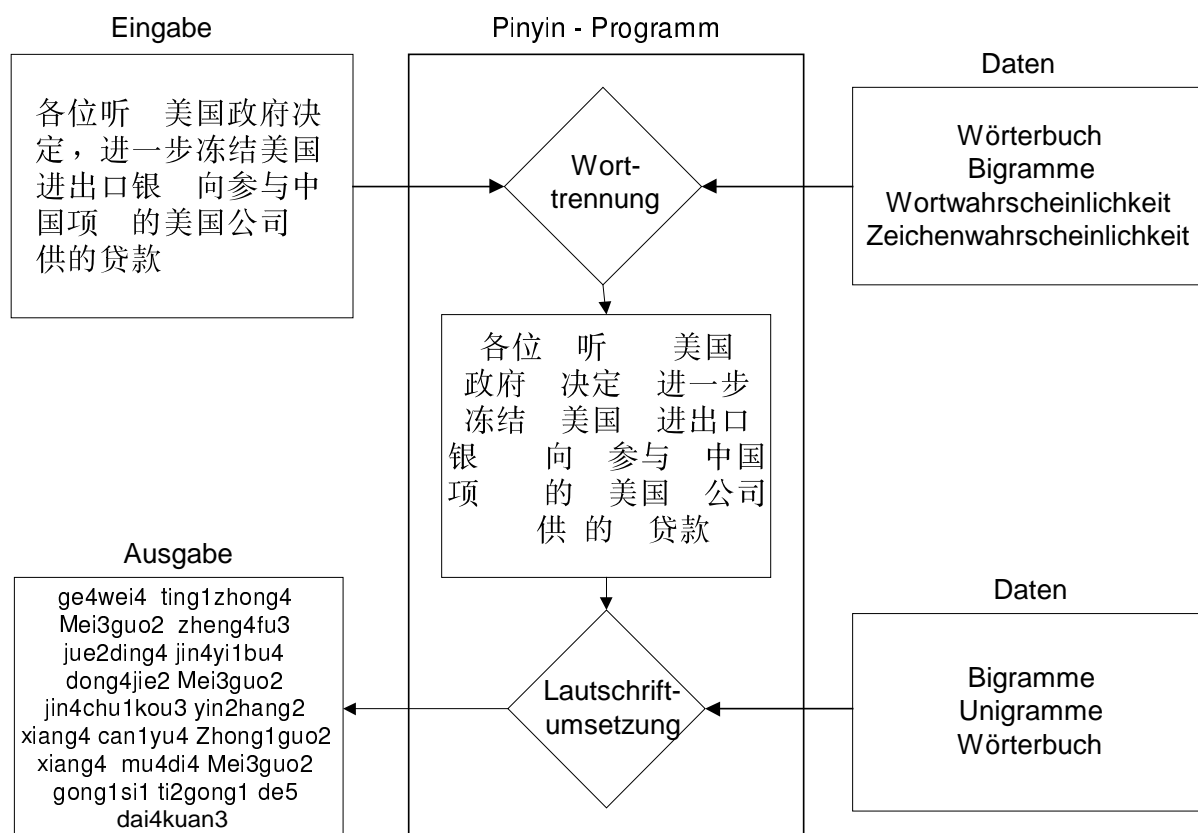 Eingabe
各位听 美国政府决
定，进一步冻结美国
进出口银 向参与中
国项 的美国公司
供的贷款
Pinyin - Programm
Wort-
trennung
Daten
Wörterbuch
Bigramme
Wortwahrscheinlichkeit
Zeichenwahrscheinlichkeit
各位 听 美国
政府 决定 进一步
冻结 美国 进出口
银 向 参与 中国
项 的 美国 公司
供 的 贷款
Ausgabe
ge4wei4 ting1zhong4
Mei3guo2 zheng4fu3
jue2ding4 jin4yi1bu4
dong4jie2 Mei3guo2
jin4chu1kou3 yin2hang2
xiang4 can1yu4 Zhong1guo2
xiang4 mu4di4 Mei3guo2
gong1si1 ti2gong1 de5
dai4kuan3
Lautschrift-
umsetzung
Daten
Bigramme
Unigramme
Wörterbuch